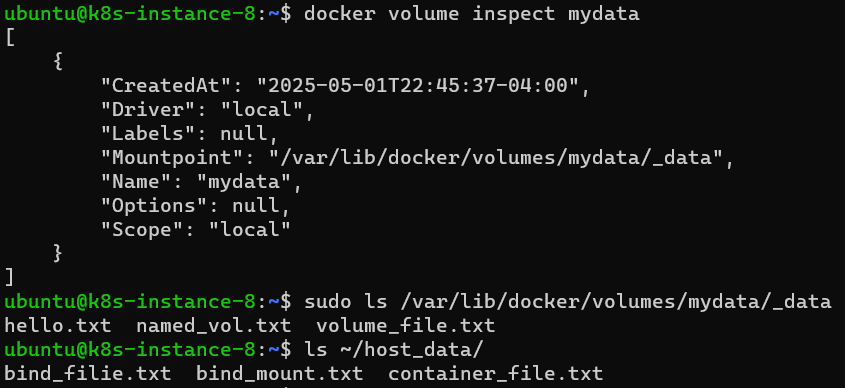 ubuntu@k8s-instance-8:~$ docker volume inspect mydata
[
    {
        "CreatedAt": "2025-05-01T22:45:37-04:00",
        "Driver": "local",
        "Labels": null,
        "Mountpoint": "/var/lib/docker/volumes/mydata/_data",
        "Name": "mydata",
        "Options": null,
        "Scope": "local"
    }
]
ubuntu@k8s-instance-8:~$ sudo ls /var/lib/docker/volumes/mydata/_data
hello.txt  named_vol.txt  volume_file.txt
ubuntu@k8s-instance-8:~$ ls ~/host_data/
bind_filie.txt  bind_mount.txt  container_file.txt